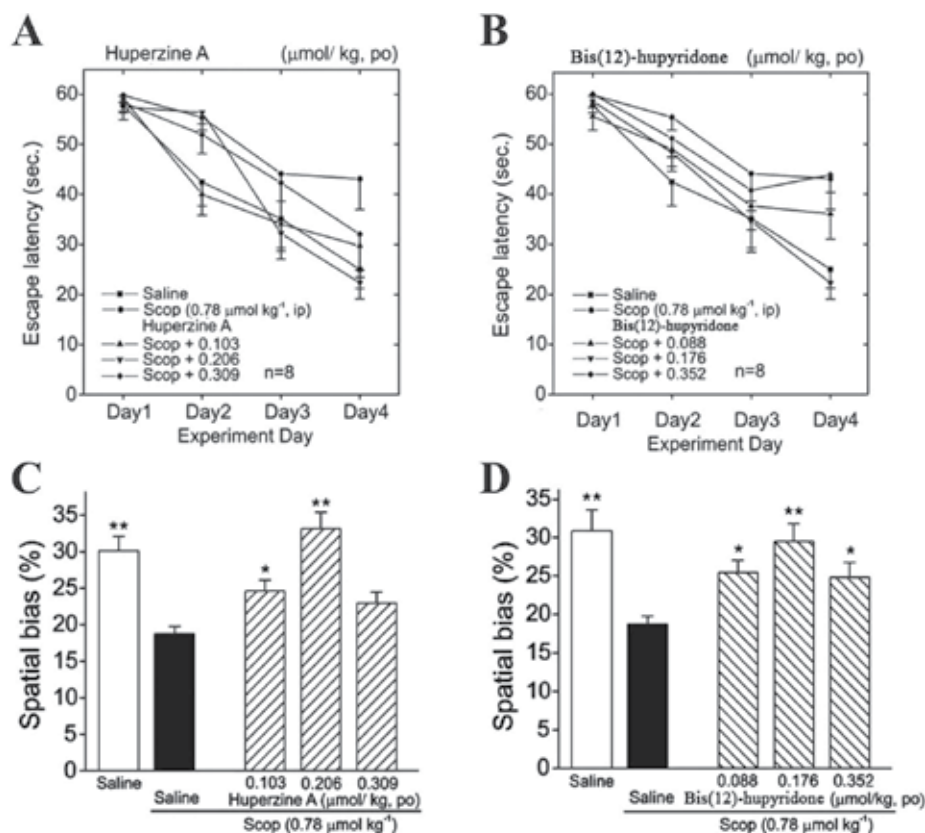 A
Huperzine A (μmol/ kg, po)
Escape latency (sec.)
60
50
40
30
20
60
0
Saline
Scop (0.78 μmol kg⁻¹, ip)
Huperzine A
Scop + 0.103
Scop + 0.206
Scop + 0.309 n=8
Day1 Day2 Day3 Day4
Experiment Day
B
Bis(12)-hupyridone (μmol/ kg, po)
Escape latency (sec.)
60
50
40
30
20
60
0
Saline
Scop (0.78 μmol kg⁻¹, ip)
Bis(12)-hupyridone
Scop + 0.088
Scop + 0.176
Scop + 0.352 n=8
Day1 Day2 Day3 Day4
Experiment Day
C
Spatial bias (%)
35
30
25
20
15
10
5
0
** * **
Saline
Saline
0.103 0.206 0.309
Huperzine A (μmol/ kg, po)
Scop (0.78 μmol kg⁻¹)
D
Spatial bias (%)
35
30
25
20
15
10
5
0
** * ** *
Saline
Saline
0.088 0.176 0.352
Bis(12)-hupyridone (μmol/kg, po)
Scop (0.78 μmol kg⁻¹)